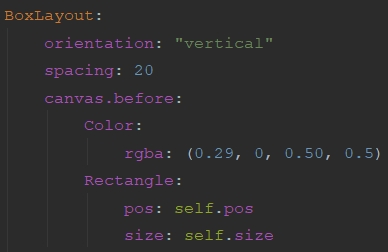 BoxLayout:
    orientation: "vertical"
    spacing: 20
    canvas.before:
        Color:
            rgba: (0.29, 0, 0.50, 0.5)
        Rectangle:
            pos: self.pos
            size: self.size